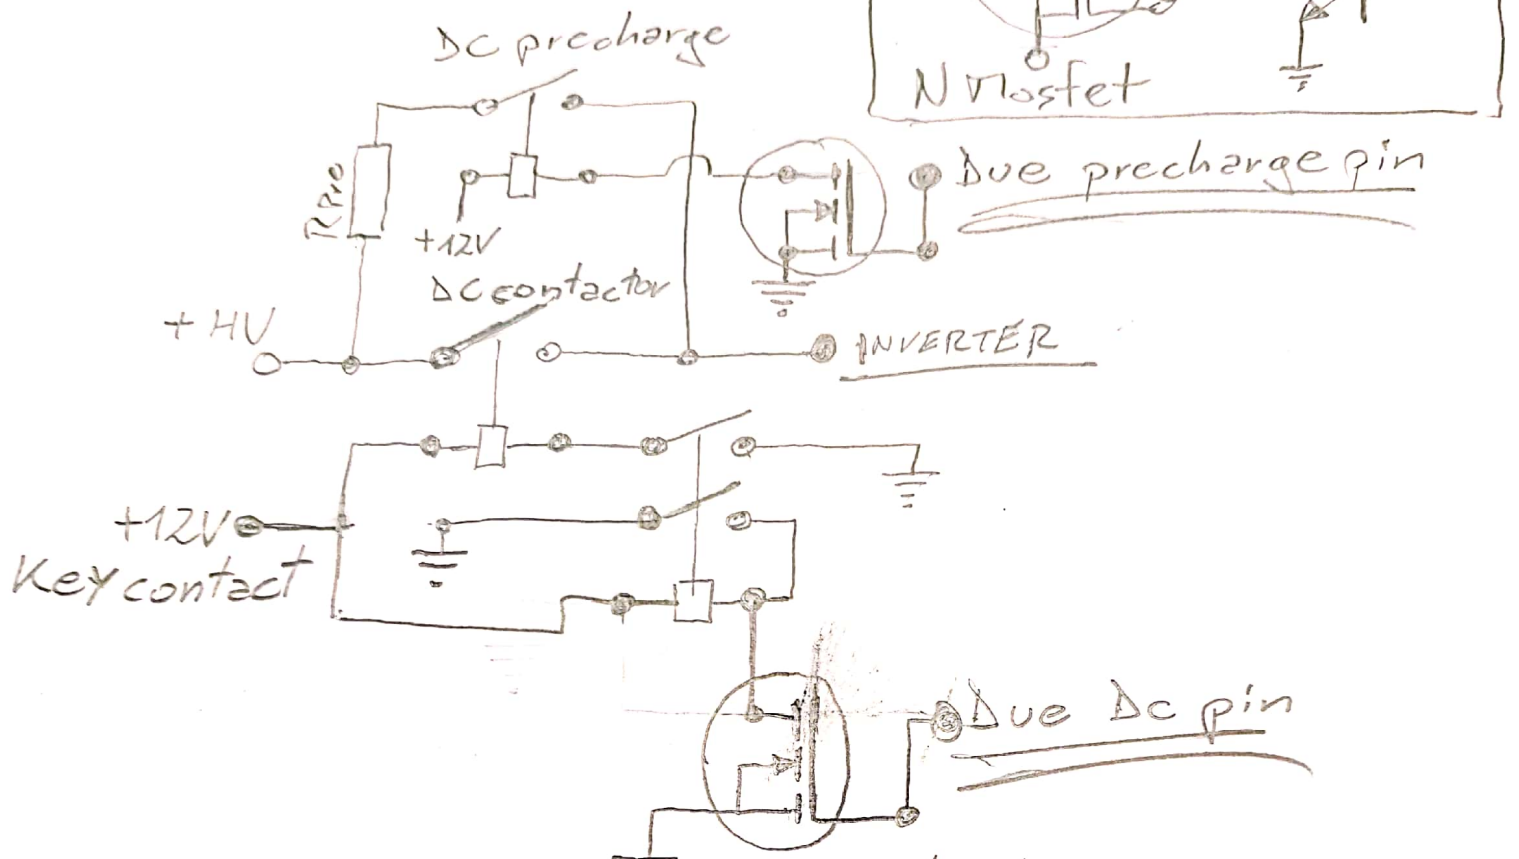 DC precharge
N Mosfet
Due precharge pin
Rpre
+12V
DC contactor
+ HV
INVERTER
+12V
Key contact
Due Dc pin